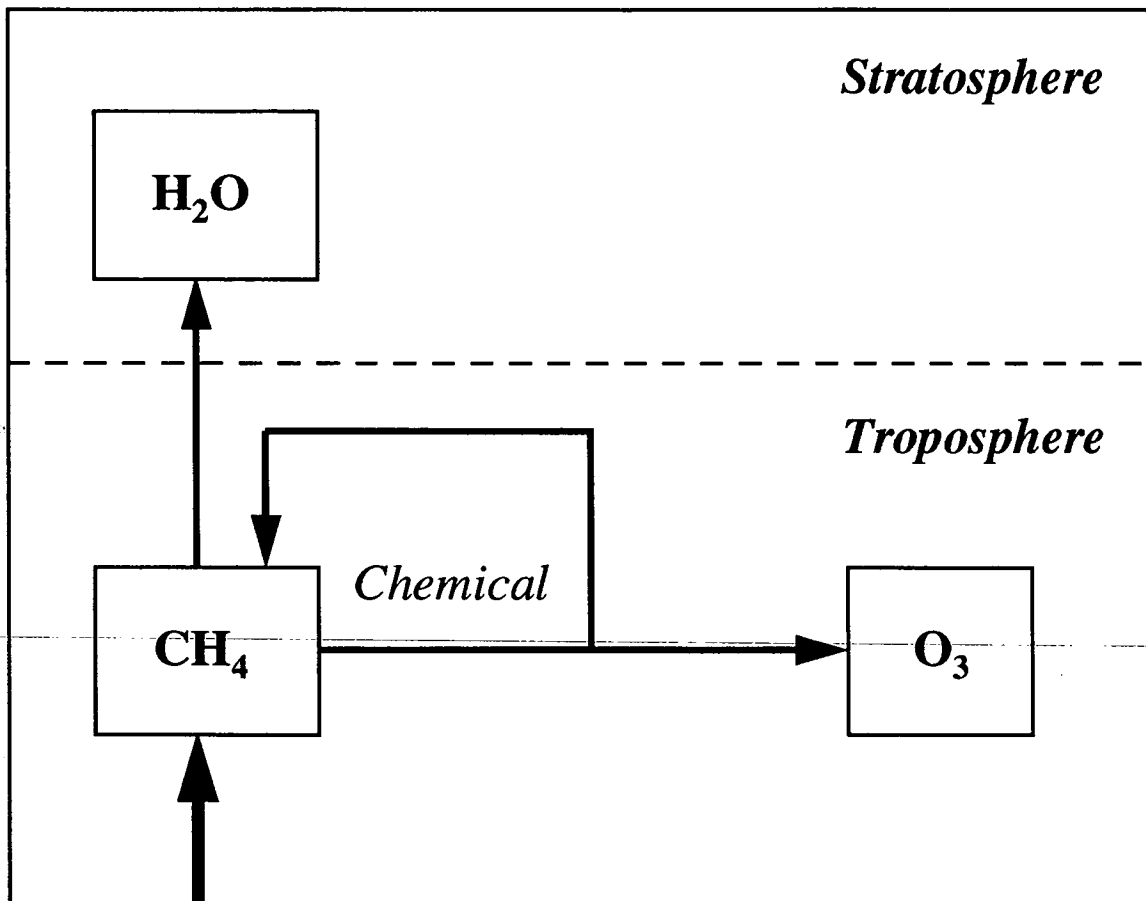 Stratosphere
H₂O
Troposphere
Chemical
CH₄
O₃